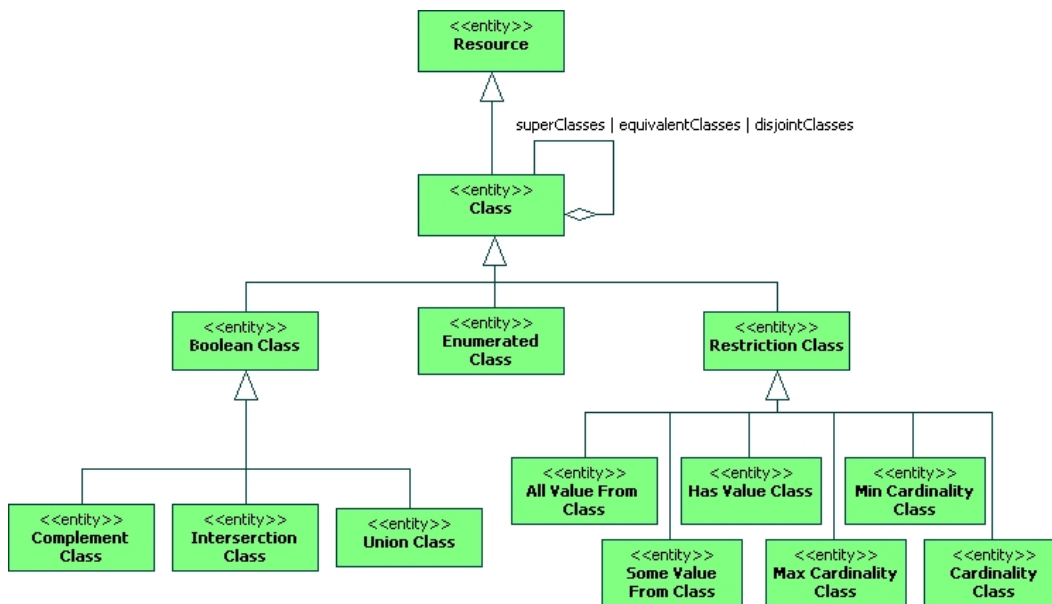 <<entity>>
Resource
superClasses | equivalentClasses | disjointClasses
<<entity>>
Class
<<entity>>
Boolean Class
<<entity>>
Enumerated
Class
<<entity>>
Restriction Class
<<entity>>
All Value From
Class
<<entity>>
Has Value Class
<<entity>>
Min Cardinality
Class
<<entity>>
Complement
Class
<<entity>>
Interserction
Class
<<entity>>
Union Class
<<entity>>
Some Value
From Class
<<entity>>
Max Cardinality
Class
<<entity>>
Cardinality
Class